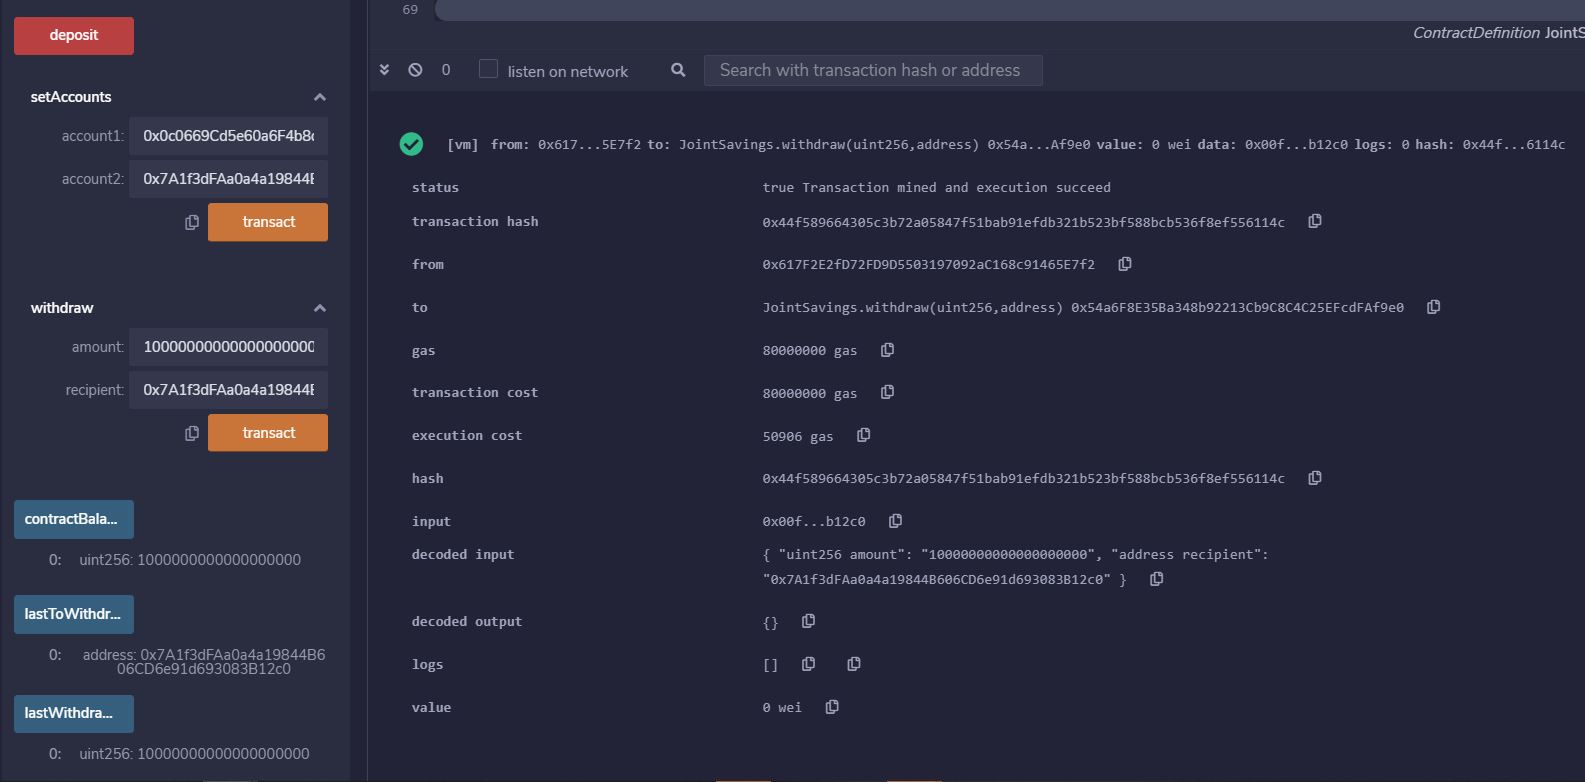 deposit
setAccounts
account1: 0x0c0669Cd5e60a6F4b8c
account2: 0x7A1f3dFAa0a4a19844E
transact
withdraw
amount: 10000000000000000000
recipient: 0x7A1f3dFAa0a4a19844E
transact
contractBala...
0: uint256: 1000000000000000000
lastToWithdr...
0: address: 0x7A1f3dFAa0a4a19844B6
06CD6e91d693083B12c0
lastWithdra...
0: uint256: 10000000000000000000
69
ContractDefinition JointS
0 listen on network Search with transaction hash or address
[vm] from: 0x617...5E7f2 to: JointSavings.withdraw(uint256,address) 0x54a...Af9e0 value: 0 wei data: 0x00f...b12c0 logs: 0 hash: 0x44f...6114c
status true Transaction mined and execution succeed
transaction hash 0x44f589664305c3b72a05847f51bab91efdb321b523bf588bcb536f8ef556114c
from 0x617F2E2fD72FD9D5503197092aC168c91465E7f2
to JointSavings.withdraw(uint256,address) 0x54a6F8E35Ba348b92213Cb9C8C4C25EFcdFAf9e0
gas 80000000 gas
transaction cost 80000000 gas
execution cost 50906 gas
hash 0x44f589664305c3b72a05847f51bab91efdb321b523bf588bcb536f8ef556114c
input 0x00f...b12c0
decoded input { "uint256 amount": "10000000000000000000", "address recipient":
"0x7A1f3dFAa0a4a19844B606CD6e91d693083B12c0" }
decoded output {}
logs []
value 0 wei